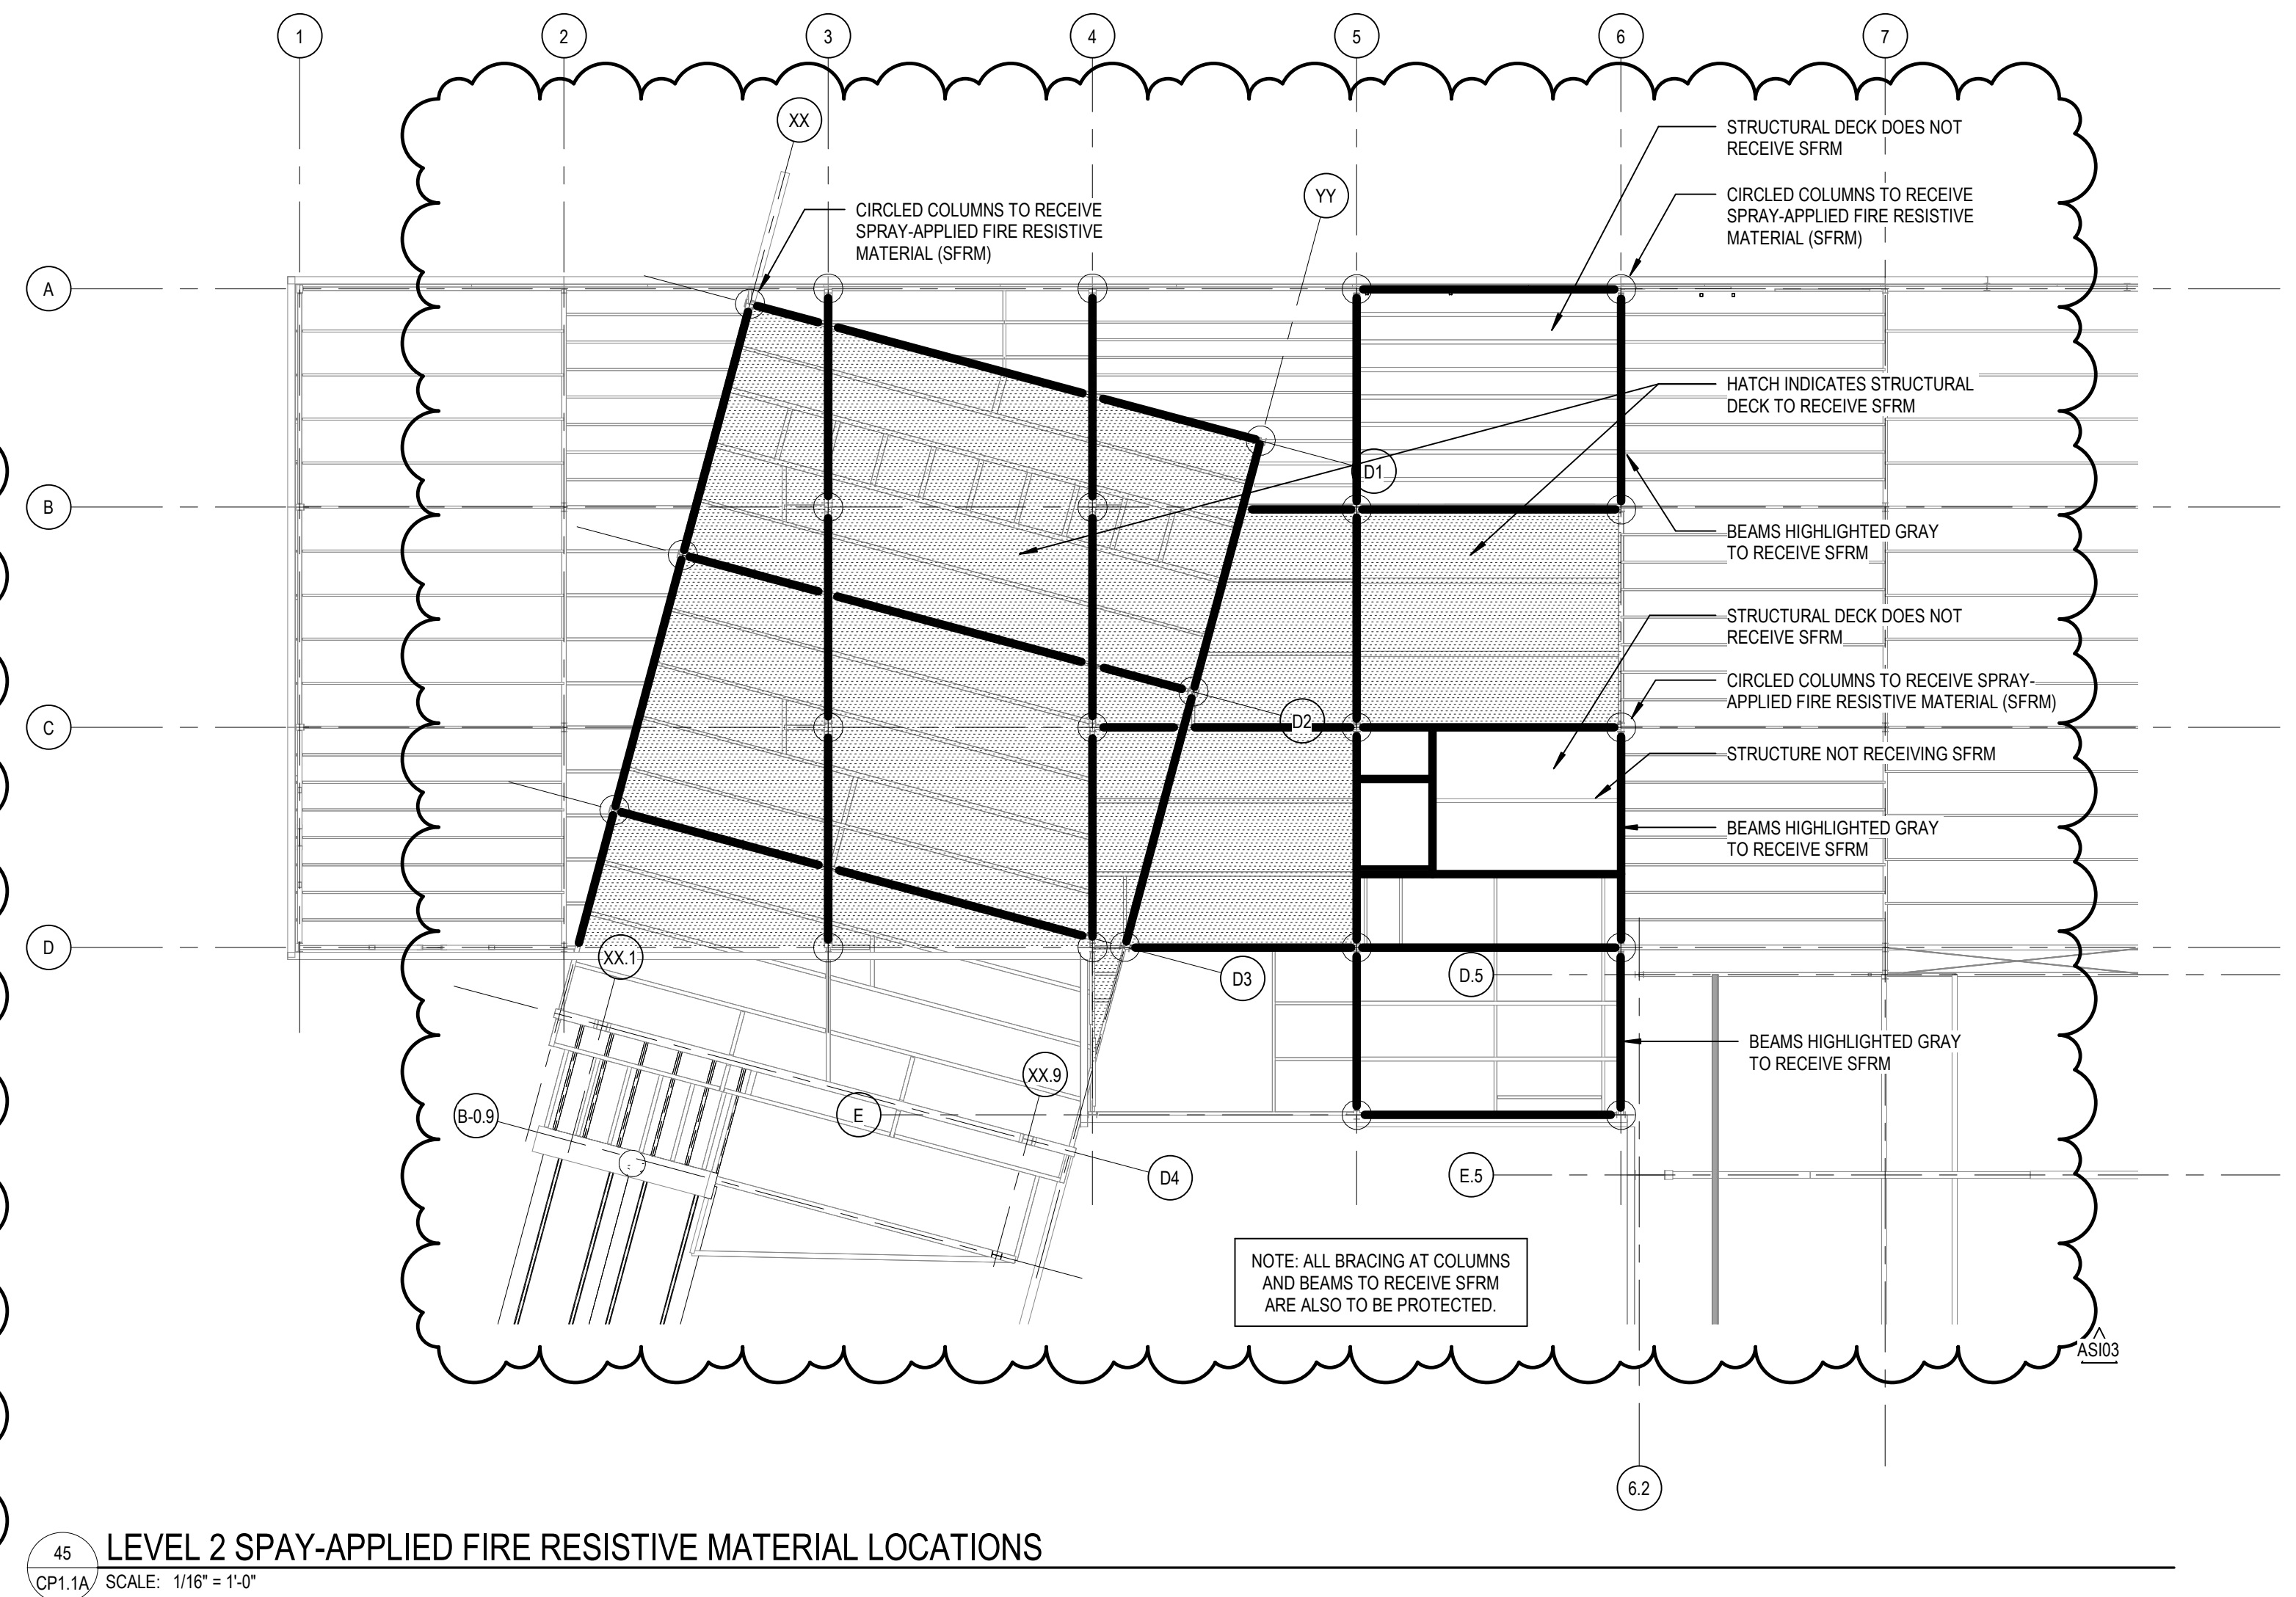 1
2
3
4
5
6
7
XX
STRUCTURAL DECK DOES NOT
RECEIVE SFRM
YY
CIRCLED COLUMNS TO RECEIVE
SPRAY-APPLIED FIRE RESISTIVE
MATERIAL (SFRM)
CIRCLED COLUMNS TO RECEIVE
SPRAY-APPLIED FIRE RESISTIVE
MATERIAL (SFRM)
A
HATCH INDICATES STRUCTURAL
DECK TO RECEIVE SFRM
D1
B
BEAMS HIGHLIGHTED GRAY
TO RECEIVE SFRM
STRUCTURAL DECK DOES NOT
RECEIVE SFRM
CIRCLED COLUMNS TO RECEIVE SPRAY-
APPLIED FIRE RESISTIVE MATERIAL (SFRM)
D2
C
STRUCTURE NOT RECEIVING SFRM
BEAMS HIGHLIGHTED GRAY
TO RECEIVE SFRM
D
XX.1
D3
D.5
BEAMS HIGHLIGHTED GRAY
TO RECEIVE SFRM
XX.9
B-0.9
E
D4
E.5
NOTE: ALL BRACING AT COLUMNS
AND BEAMS TO RECEIVE SFRM
ARE ALSO TO BE PROTECTED.
ASI03
6.2
45
CP1.1A
LEVEL 2 SPAY-APPLIED FIRE RESISTIVE MATERIAL LOCATIONS
SCALE: 1/16" = 1'-0"